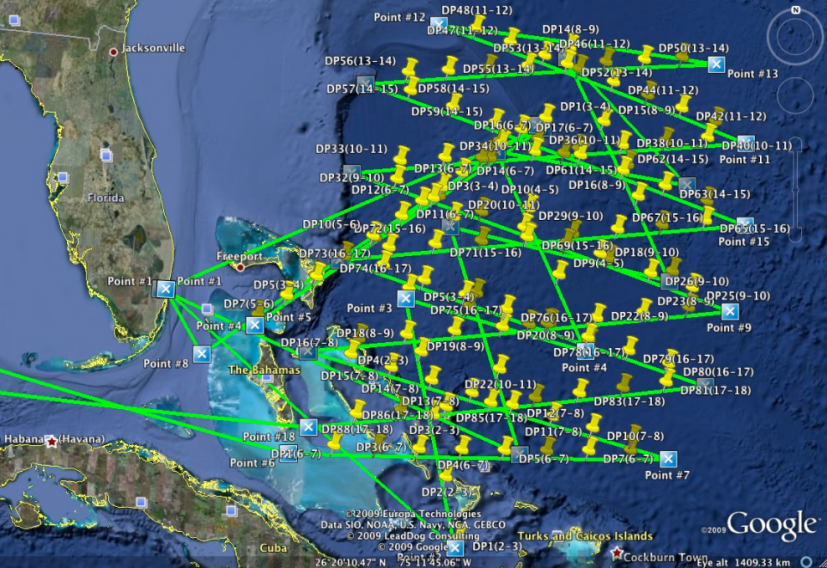 DP48(11-12)
Point #12
DP47(11-12)
DP14(8-9)
DP53(13-14)
DP46(11-12)
DP50(13-14)
Jacksonville
DP56(13-14)
DP55(13-14)
DP52(13-14)
Point #13
DP57(14-15)
DP58(14-15)
DP44(11-12)
DP59(14-15)
DP1(3-4)
DP15(8-9)
DP42(11-12)
DP16(6-7)
DP17(6-7)
DP33(10-11)
DP34(10-11)
DP36(10-11)
DP38(10-11)
DP40(10-11)
DP62(14-15)
Point #11
DP32(9-10)
DP13(6-7)
DP14(6-7)
DP61(14-15)
DP12(6-7)
DP3(3-4)
DP10(4-5)
DP16(8-9)
DP63(14-15)
Florida
DP20(10-11)
DP11(6-7)
DP29(9-10)
DP67(15-16)
DP10(5-6)
DP72(15-16)
DP65(15-16)
Point #15
Freeport
DP73(16-17)
DP71(15-16)
DP69(15-16)
DP18(9-10)
DP74(16-17)
DP9(4-5)
Point #1
Point #1
DP5(3-4)
DP26(9-10)
DP7(5-6)
Point #3
DP5(3-4)
DP25(9-10)
DP23(8-9)
Point #5
DP75(16-17)
DP76(16-17)
DP22(8-9)
Point #9
Point #4
DP18(8-9)
DP20(8-9)
DP16(7-8)
DP19(8-9)
DP78(16-17)
Point #8
DP4(2-3)
Point #4
DP79(16-17)
The Bahamas
DP15(7-8)
DP80(16-17)
DP14(7-8)
DP22(10-11)
DP81(17-18)
DP13(7-8)
DP83(17-18)
DP86(17-18)
DP85(17-18)
DP12(7-8)
DP88(17-18)
DP3(2-3)
DP11(7-8)
DP10(7-8)
Habana (Havana)
Point #18
DP1(6-7)
DP3(6-7)
Point #6
DP4(6-7)
DP5(6-7)
DP7(6-7)
Point #7
DP2(2-3)
©2009 Europa Technologies
Data SIO, NOAA, U.S. Navy, NGA, GEBCO
© 2009 LeadDog Consulting
© 2009 Google
©2009 Google
Turks and Caicos Islands
Cuba
Point #2
DP1(2-3)
Cockburn Town
26°20'10.47" N 75°11'45.06" W
Eye alt 1409.33 km
N